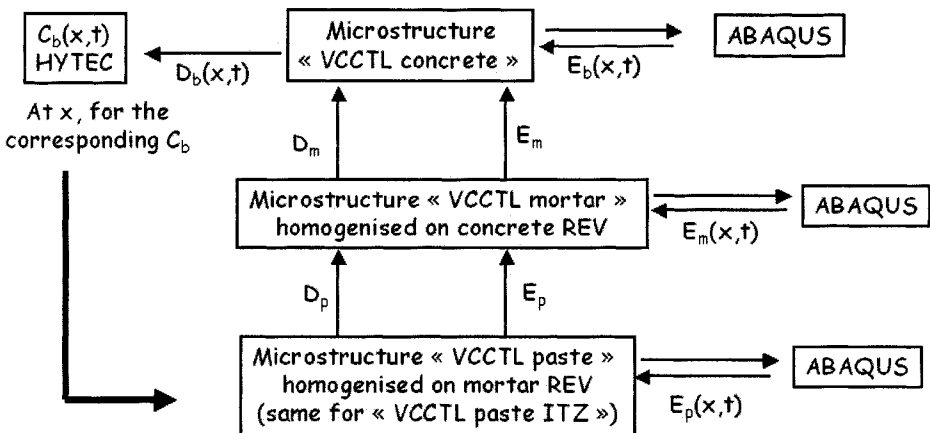 C_b(x,t)
HYTEC
D_b(x,t)
Microstructure
« VCCTL concrete »
E_b(x,t)
ABAQUS
At x, for the
corresponding C_b
D_m
E_m
Microstructure « VCCTL mortar »
homogenised on concrete REV
E_m(x,t)
ABAQUS
D_p
E_p
Microstructure « VCCTL paste »
homogenised on mortar REV
(same for « VCCTL paste ITZ »)
E_p(x,t)
ABAQUS